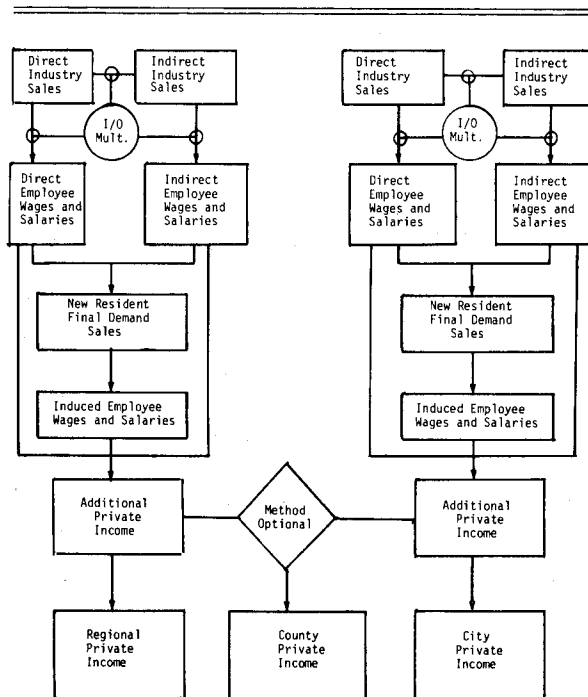 Direct
Industry
Sales
Indirect
Industry
Sales
I/O
Mult.
Direct
Employee
Wages and
Salaries
Indirect
Employee
Wages and
Salaries
New Resident
Final Demand
Sales
Induced Employee
Wages and Salaries
Additional
Private
Income
Regional
Private
Income
Direct
Industry
Sales
Indirect
Industry
Sales
I/O
Mult.
Direct
Employee
Wages and
Salaries
Indirect
Employee
Wages and
Salaries
New Resident
Final Demand
Sales
Induced Employee
Wages and Salaries
Additional
Private
Income
City
Private
Income
Method
Optional
County
Private
Income